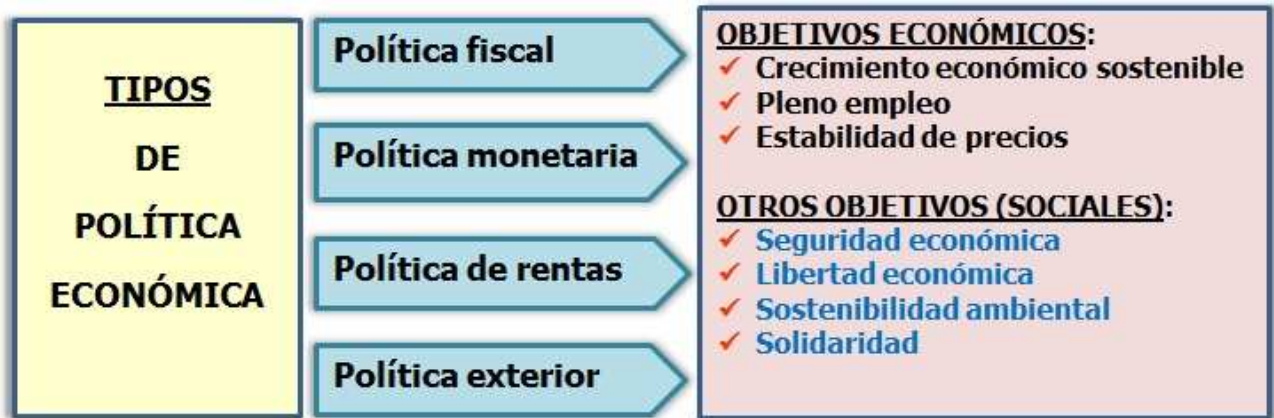 TIPOS
DE
POLÍTICA
ECONÓMICA
Política fiscal
Política monetaria
Política de rentas
Política exterior
OBJETIVOS ECONÓMICOS:
✓ Crecimiento económico sostenible
✓ Pleno empleo
✓ Estabilidad de precios
OTROS OBJETIVOS (SOCIALES):
✓ Seguridad económica
✓ Libertad económica
✓ Sostenibilidad ambiental
✓ Solidaridad